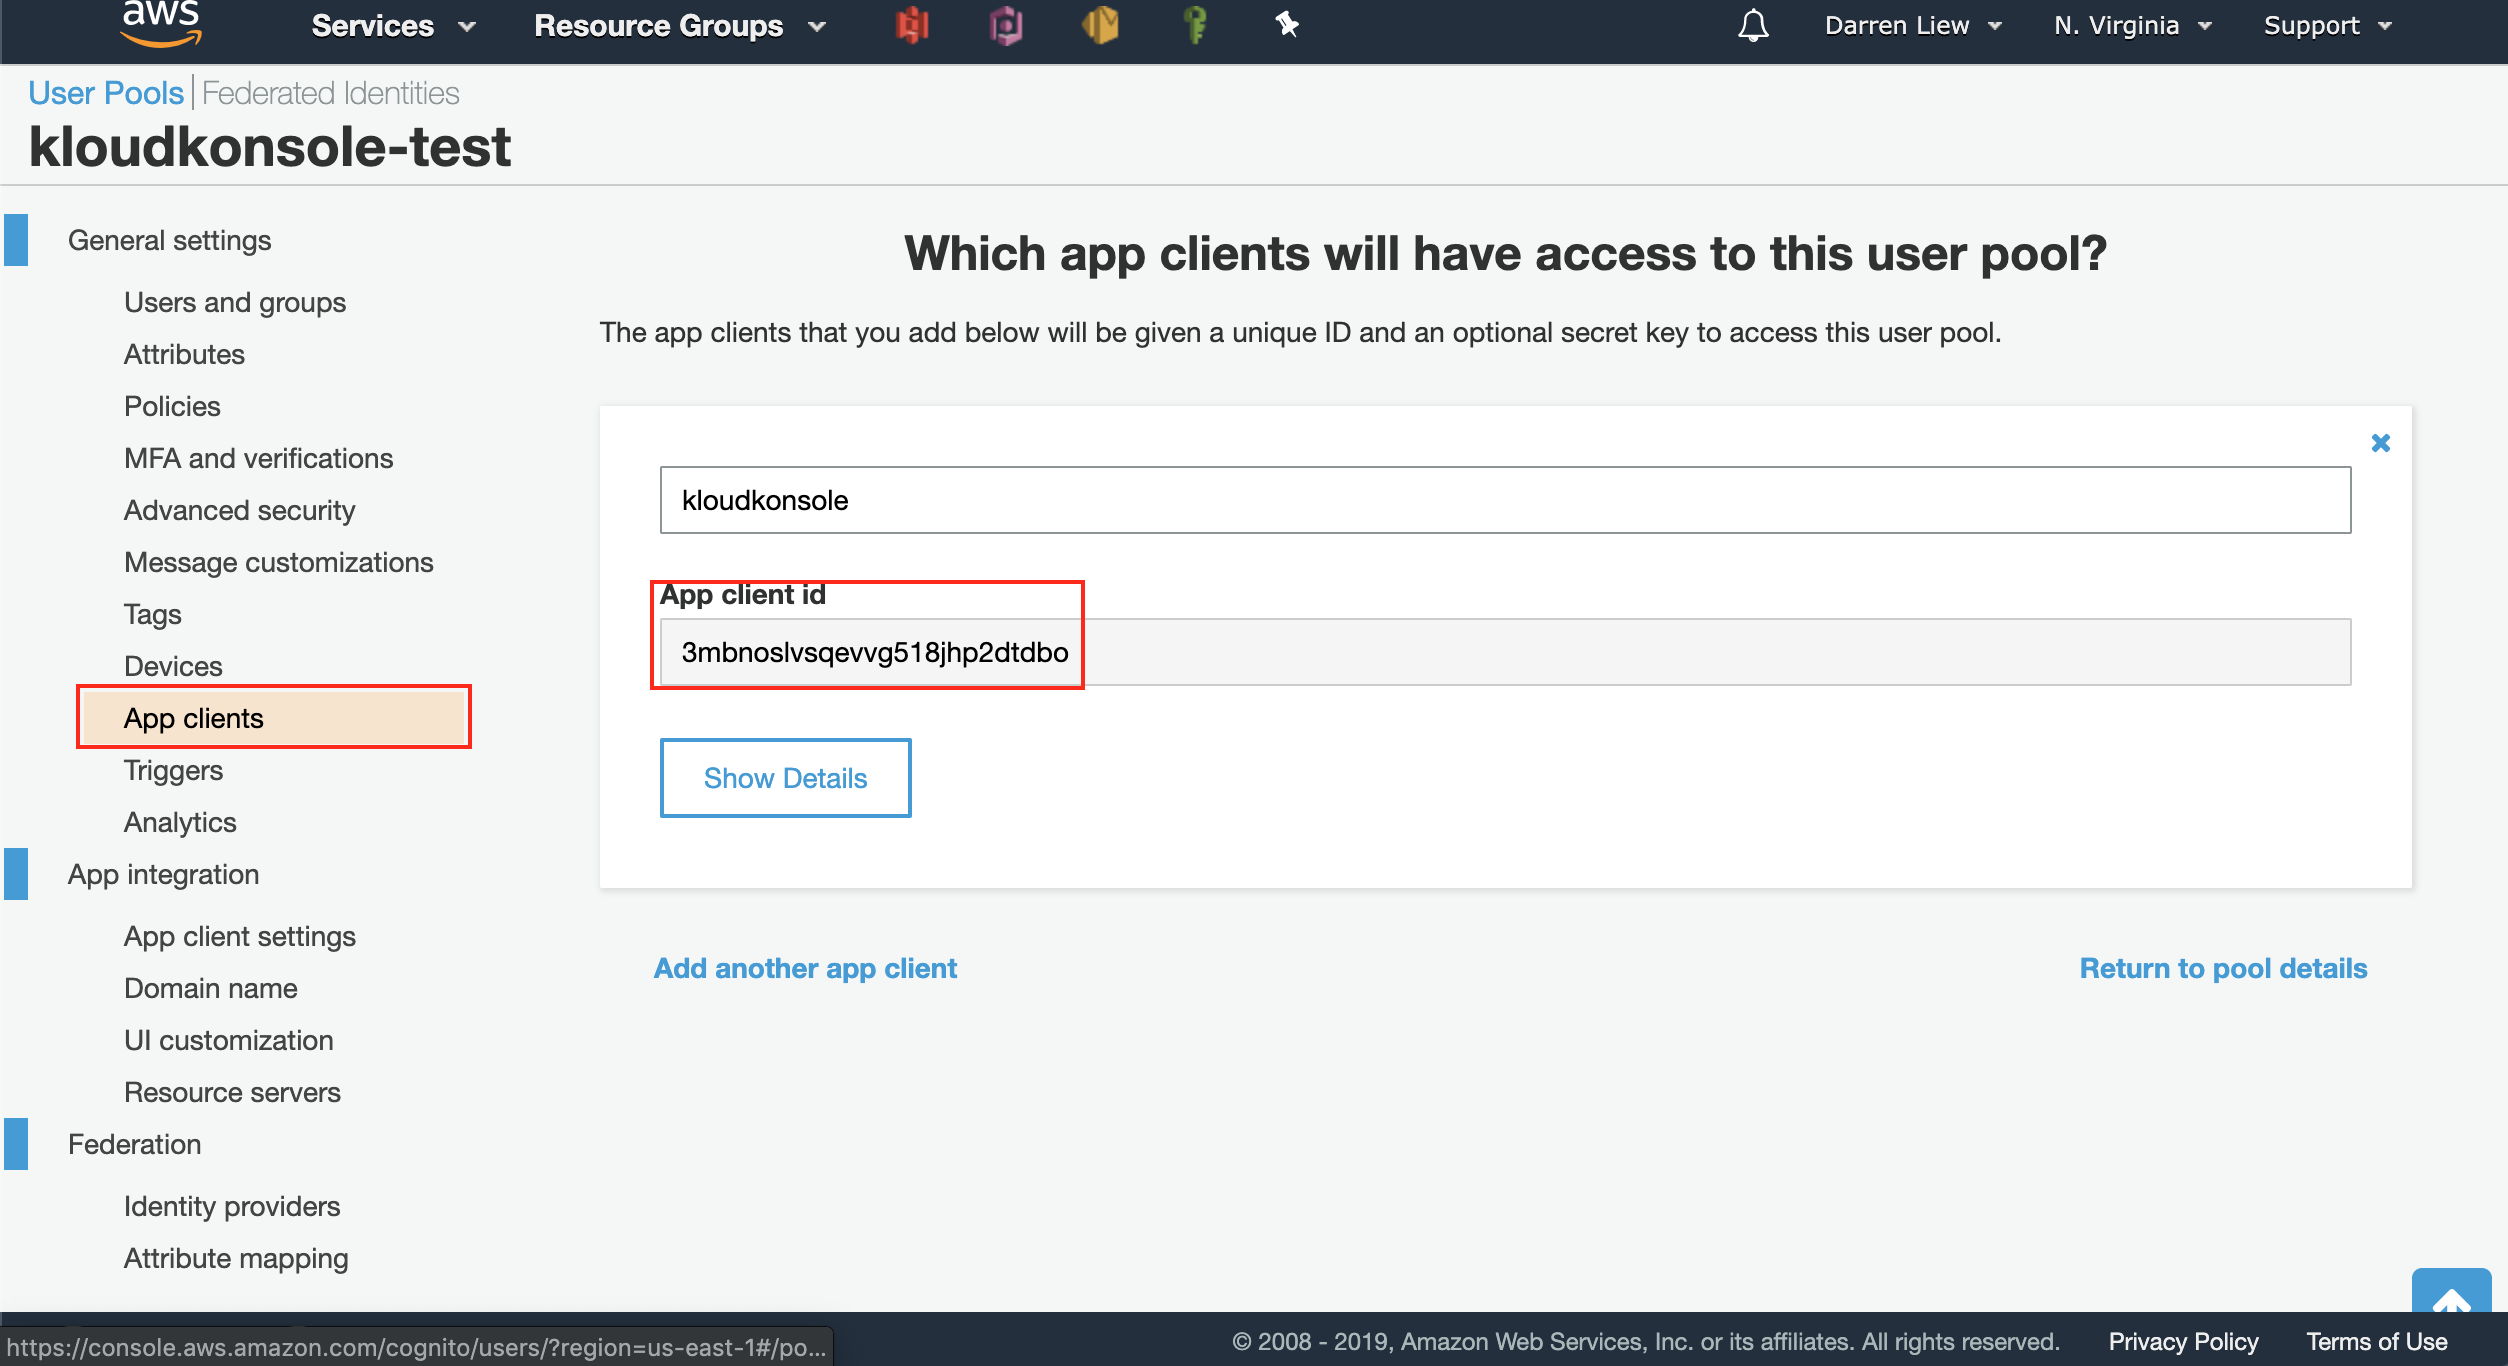 aws Services Resource Groups Darren Liew N. Virginia Support
User Pools | Federated Identities
kloudkonsole-test
General settings
Users and groups
Attributes
Policies
MFA and verifications
Advanced security
Message customizations
Tags
Devices
App clients
Triggers
Analytics
App integration
App client settings
Domain name
UI customization
Resource servers
Federation
Identity providers
Attribute mapping
Which app clients will have access to this user pool?
The app clients that you add below will be given a unique ID and an optional secret key to access this user pool.
kloudkonsole
App client id
3mbnoslvsqevvg518jhp2dtdbo
Show Details
Add another app client Return to pool details
https://console.aws.amazon.com/cognito/users/?region=us-east-1#/po...
© 2008 - 2019, Amazon Web Services, Inc. or its affiliates. All rights reserved. Privacy Policy Terms of Use